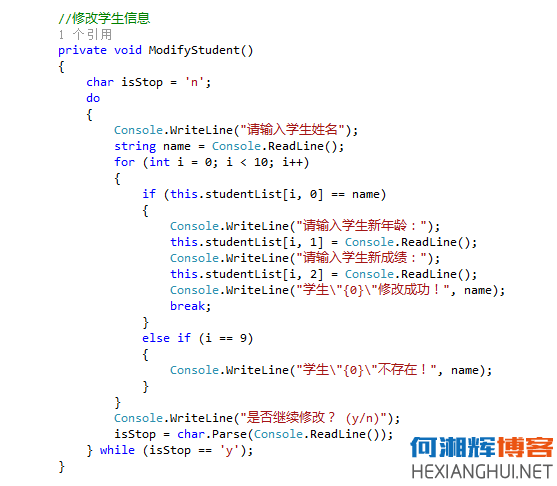 //修改学生信息
1 个引用
private void ModifyStudent()
{
    char isStop = 'n';
    do
    {
        Console.WriteLine("请输入学生姓名");
        string name = Console.ReadLine();
        for (int i = 0; i < 10; i++)
        {
            if (this.studentList[i, 0] == name)
            {
                Console.WriteLine("请输入学生新年龄：");
                this.studentList[i, 1] = Console.ReadLine();
                Console.WriteLine("请输入学生新成绩：");
                this.studentList[i, 2] = Console.ReadLine();
                Console.WriteLine("学生\"{0}\"修改成功！", name);
                break;
            }
            else if (i == 9)
            {
                Console.WriteLine("学生\"{0}\"不存在！", name);
            }
        }
        Console.WriteLine("是否继续修改？ (y/n)");
        isStop = char.Parse(Console.ReadLine());
    } while (isStop == 'y');
}
何湘辉博客
HEXIANGHUI.NET